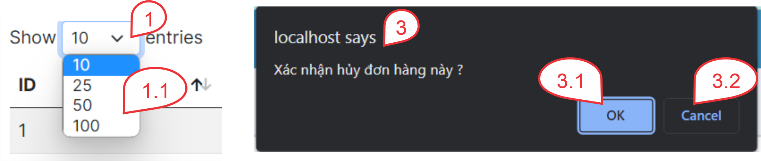 1
Show 10 entries
10
ID
25
50
1.1
100
1
localhost says
3
Xác nhận hủy đơn hàng này ?
3.1
3.2
OK
Cancel